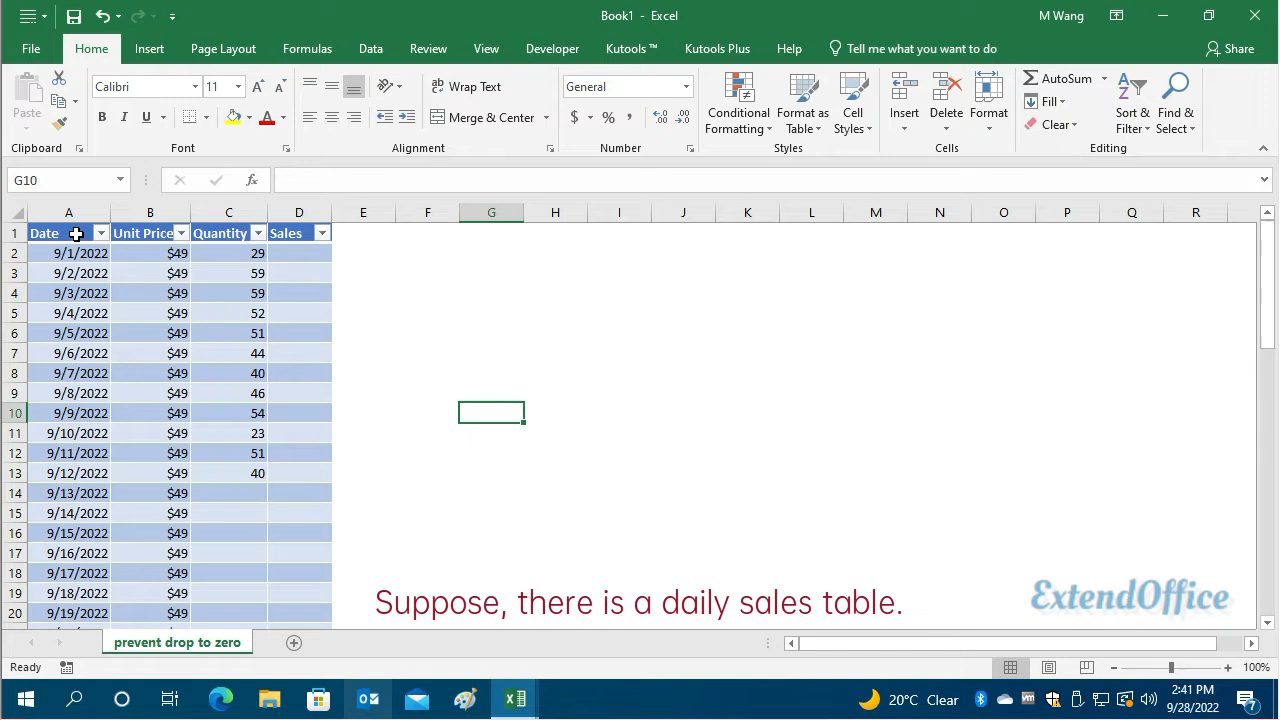 Book1 - Excel
M Wang
File Home Insert Page Layout Formulas Data Review View Developer Kutools ™ Kutools Plus Help Tell me what you want to do Share
Calibri 11 Wrap Text General AutoSum
Paste B I U Merge & Center $ % , Conditional Formatting Format as Table Cell Styles Insert Delete Format Fill Clear Sort & Filter Find & Select
Clipboard Font Alignment Number Styles Cells Editing
G10 fx
A B C D E F G H I J K L M N O P Q R
1 Date Unit Price Quantity Sales
2 9/1/2022 $49 29
3 9/2/2022 $49 59
4 9/3/2022 $49 59
5 9/4/2022 $49 52
6 9/5/2022 $49 51
7 9/6/2022 $49 44
8 9/7/2022 $49 40
9 9/8/2022 $49 46
10 9/9/2022 $49 54
11 9/10/2022 $49 23
12 9/11/2022 $49 51
13 9/12/2022 $49 40
14 9/13/2022 $49
15 9/14/2022 $49
16 9/15/2022 $49
17 9/16/2022 $49
18 9/17/2022 $49
19 9/18/2022 $49
20 9/19/2022 $49
Suppose, there is a daily sales table.
ExtendOffice
prevent drop to zero
Ready 100%
20°C Clear
2:41 PM
9/28/2022
7